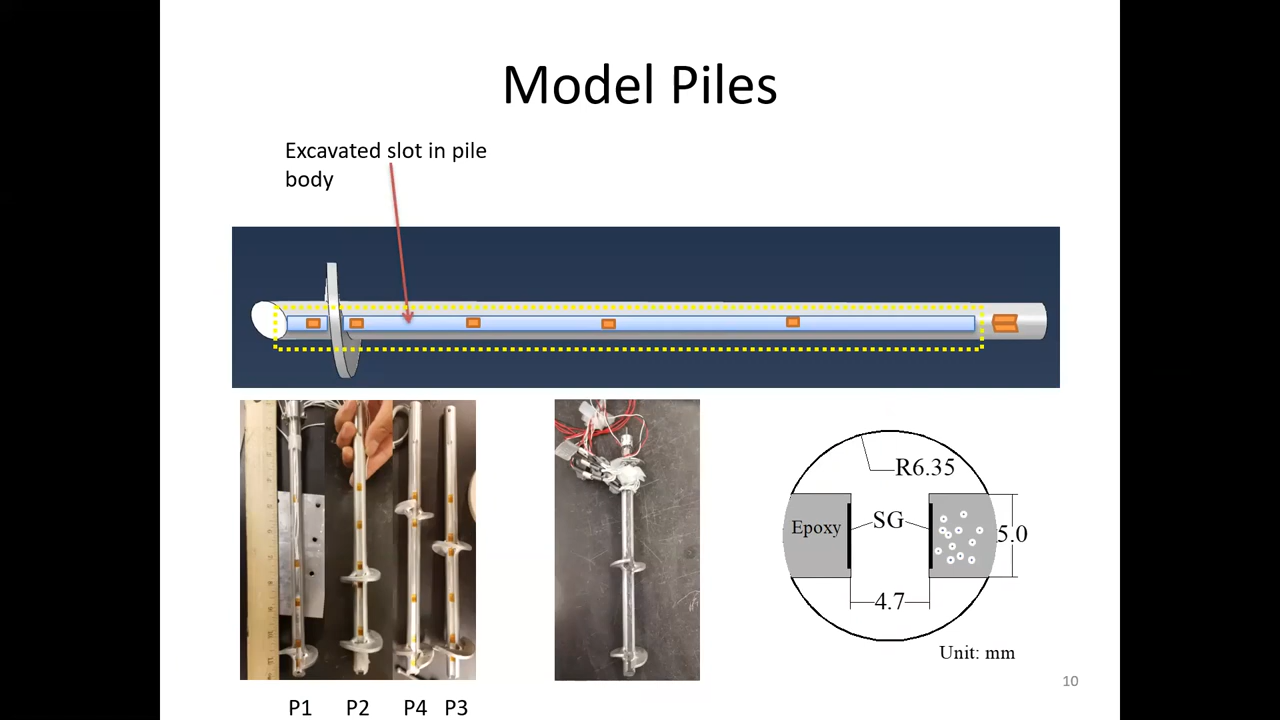 Model Piles
Excavated slot in pile
body
R6.35
Epoxy
SG
5.0
4.7
Unit: mm
10
P1 P2 P4 P3